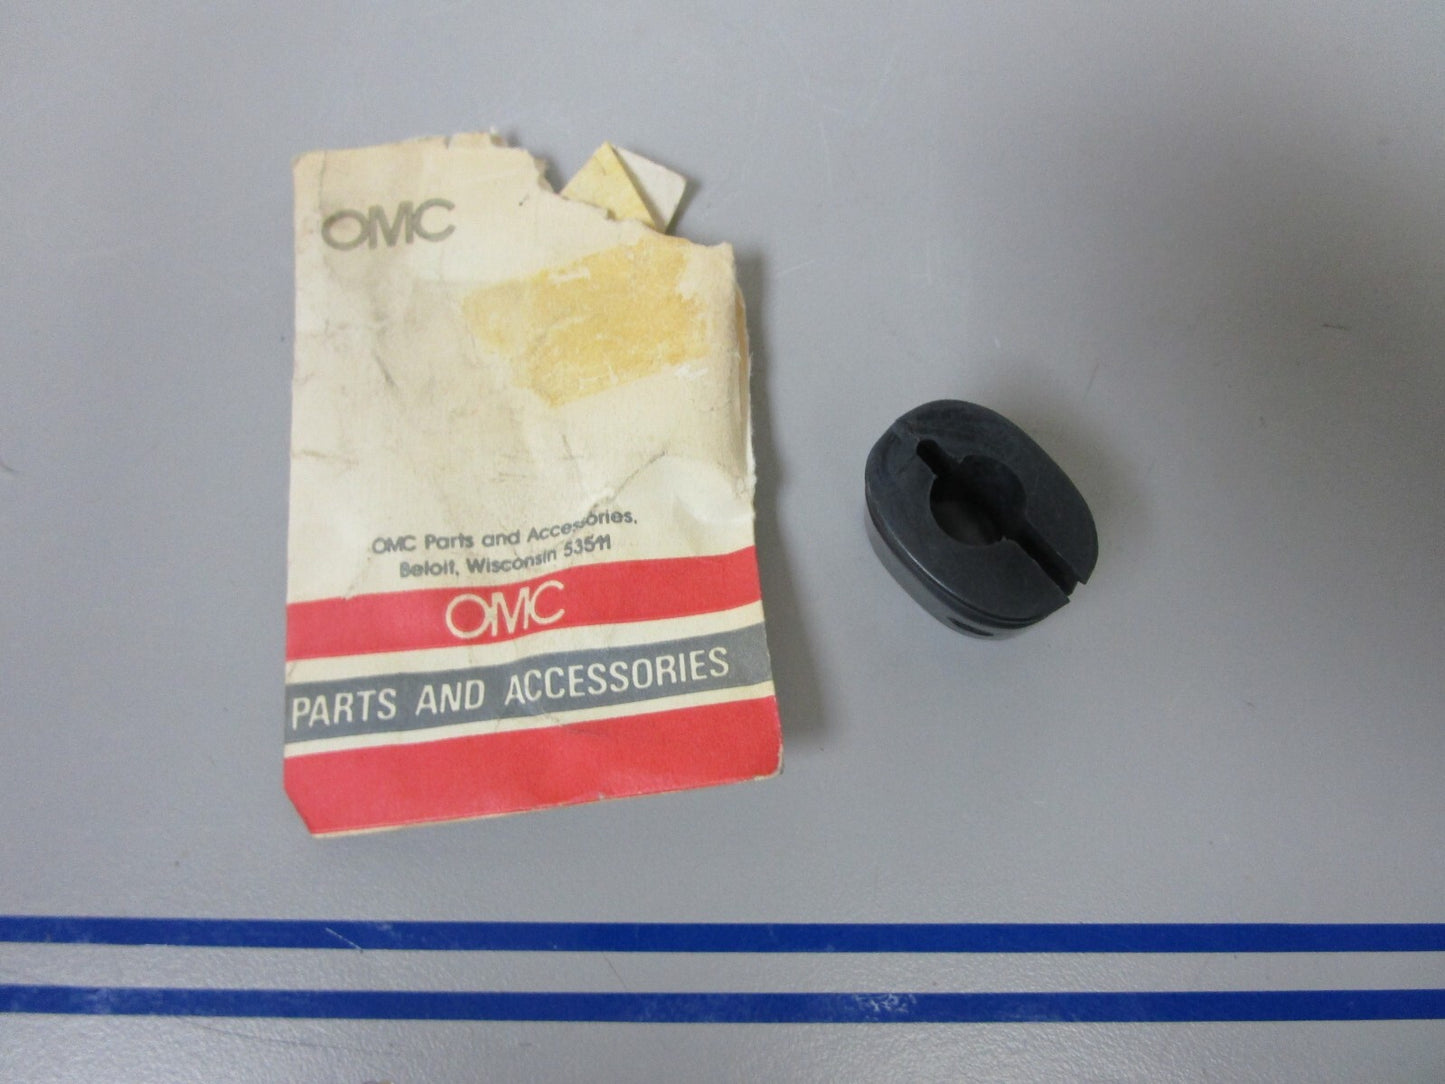 OMC
OMC Parts and Accessories,
Beloit, Wisconsin 53511
OMC
PARTS AND ACCESSORIES